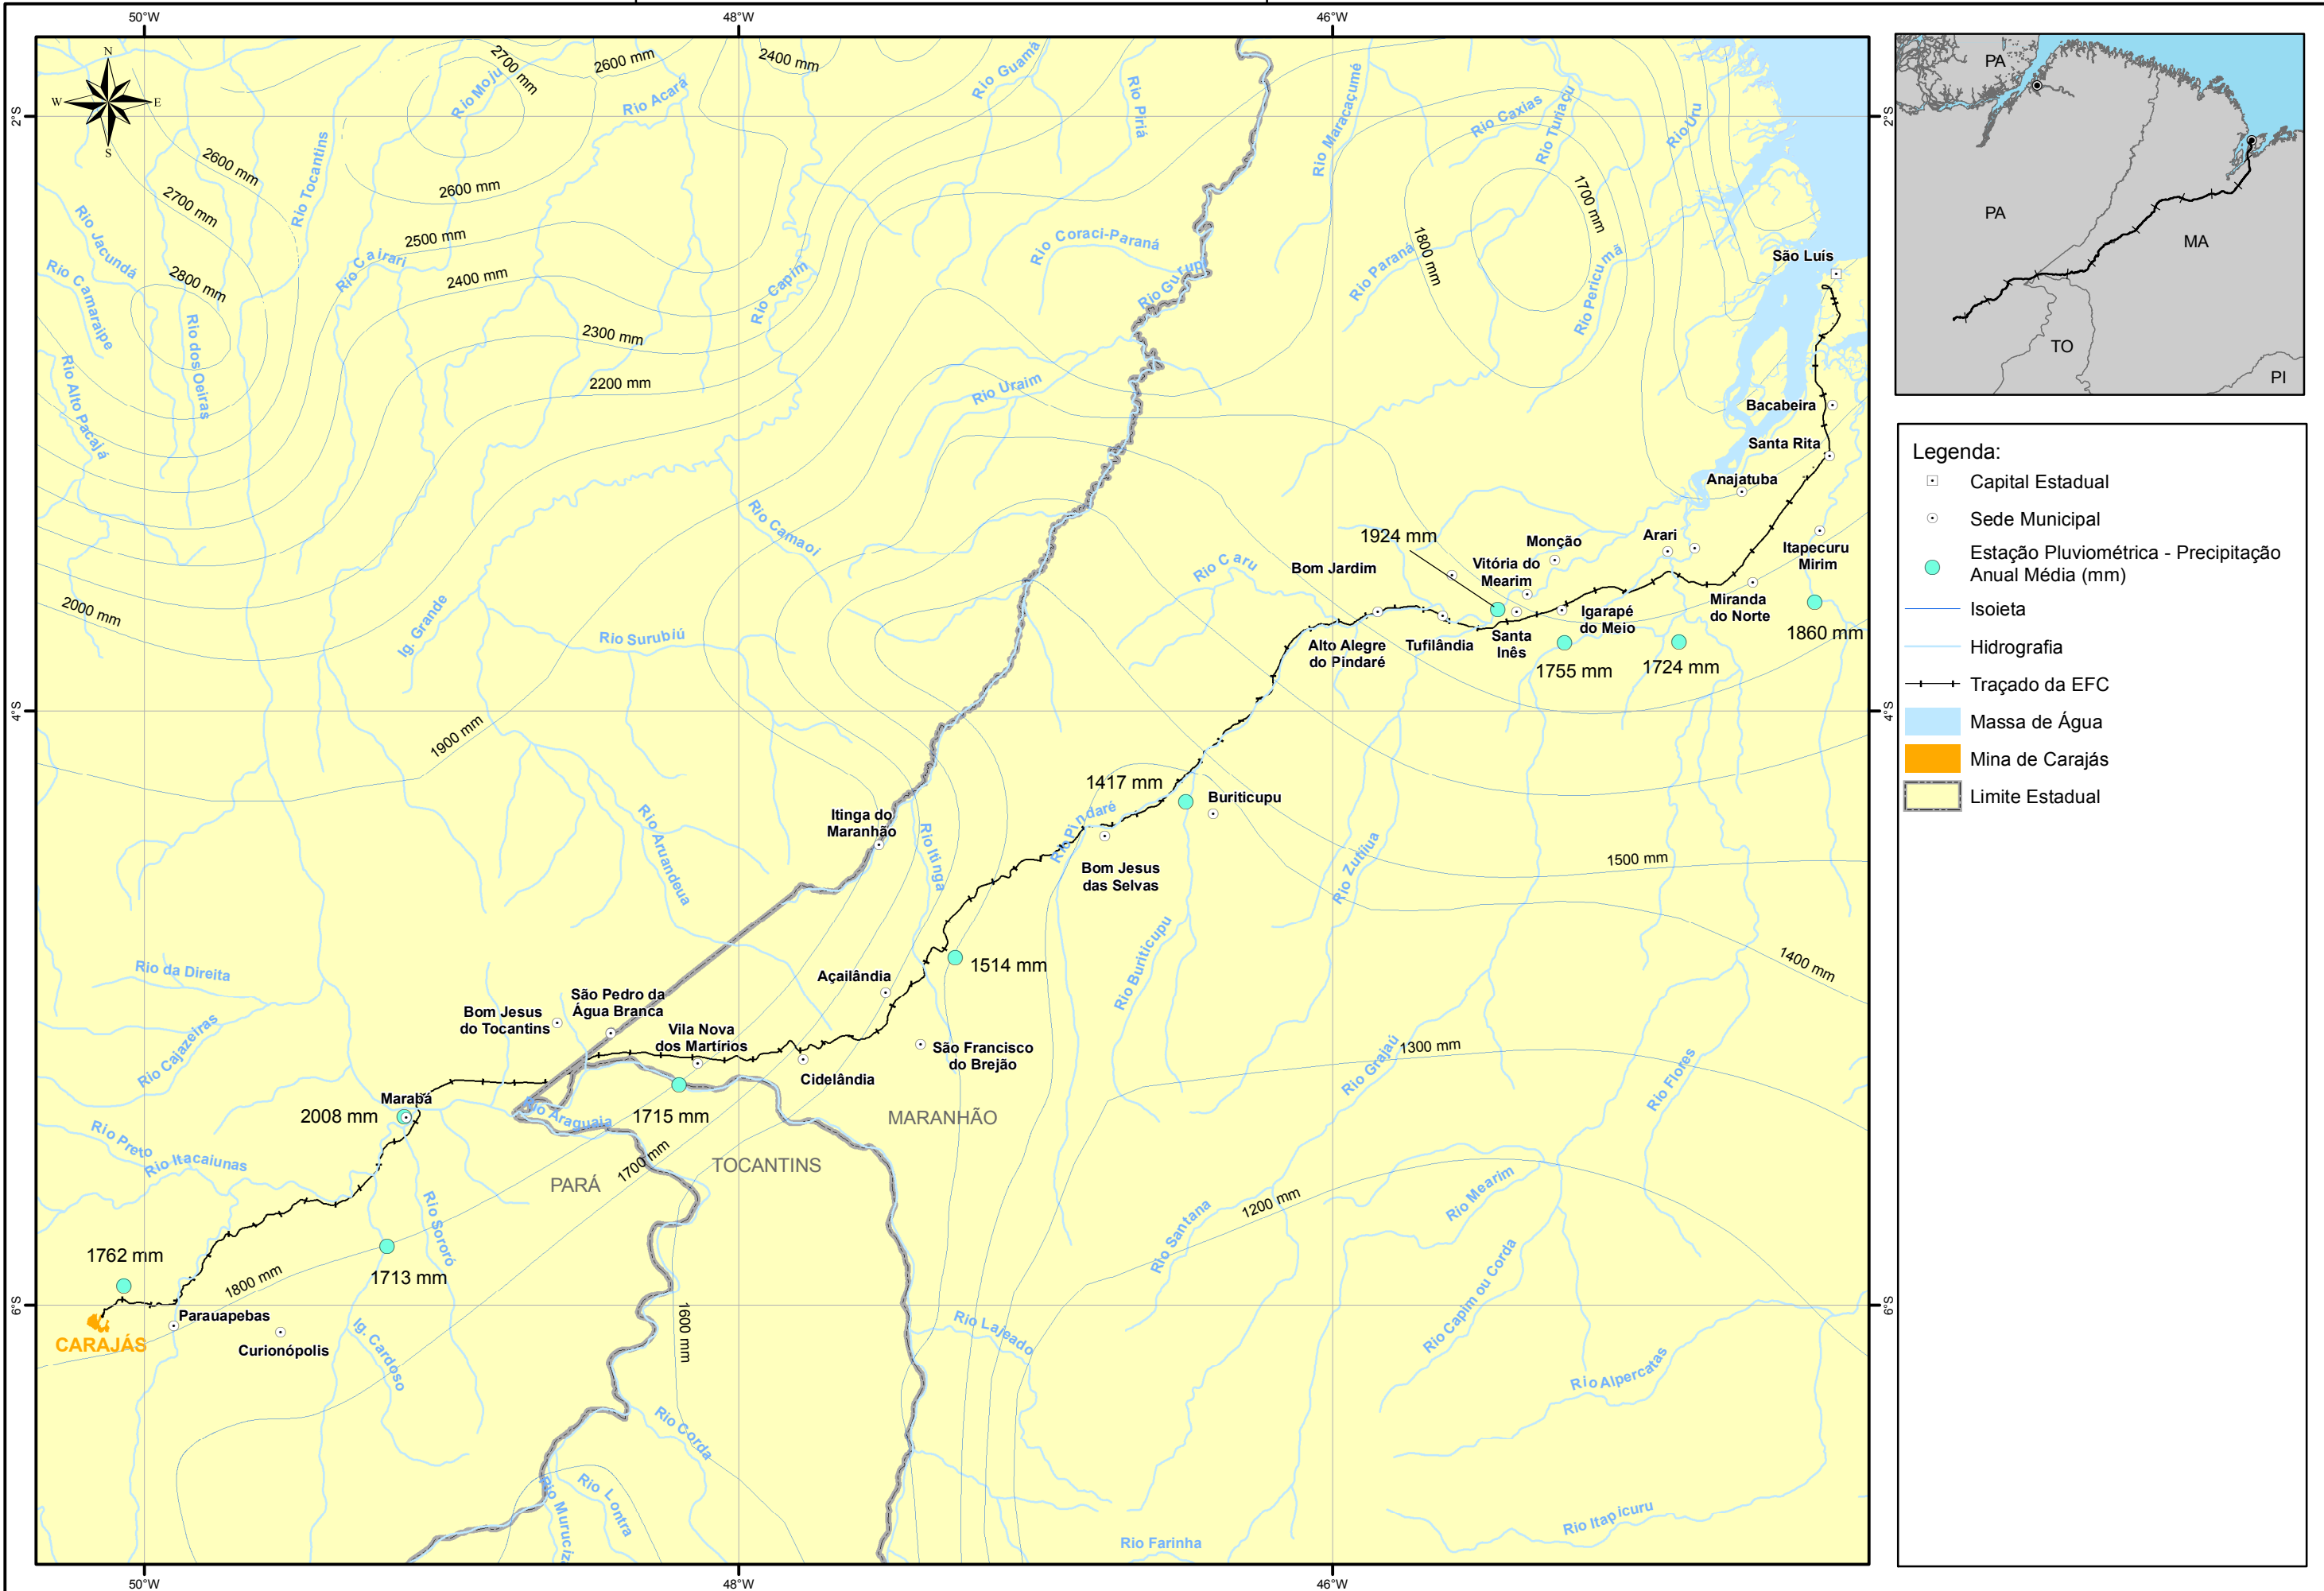 50°W
48°W
46°W
2°S
2°S
4°S
4°S
6°S
6°S
50°W
48°W
46°W
N
W
E
S
2700 mm
2600 mm
2400 mm
Rio Moju
Rio Acará
Rio Guamá
Rio Piriá
Rio Maracaçumé
Rio Caxias
Rio Turiaçu
Rio Uru
2600 mm
2700 mm
2800 mm
Rio Tocantins
2600 mm
2500 mm
2400 mm
2300 mm
2200 mm
Rio Jacundá
Rio Camaraipe
Rio dos Oeiras
Rio Alto Pacajá
Rio Cairari
Rio Capim
Rio Coraci-Paraná
Rio Gurupi
Rio Uraim
Rio Paraná
1800 mm
1700 mm
Rio Pericumã
São Luís
Bacabeira
Santa Rita
Anajatuba
Arari
Itapecuru
Mirim
Monção
Vitória do
Mearim
1924 mm
Bom Jardim
Rio Caru
Rio Camaoi
Miranda
do Norte
Igarapé
do Meio
Santa
Inês
Tufilândia
Alto Alegre
do Pindaré
1860 mm
1755 mm
1724 mm
2000 mm
Ig. Grande
Rio Surubiú
1900 mm
1417 mm
Buriticupu
Rio Pindaré
Bom Jesus
das Selvas
Itinga do
Maranhão
Rio Itinga
Rio Aruandeua
Rio Zutiiua
1500 mm
1400 mm
1300 mm
1200 mm
Rio Buriticupu
1514 mm
Açailândia
São Francisco
do Brejão
Cidelândia
Vila Nova
dos Martírios
São Pedro da
Água Branca
Bom Jesus
do Tocantins
Rio da Direita
Rio Cajazeiras
Marabá
2008 mm
1715 mm
Rio Araguaia
1700 mm
MARANHÃO
TOCANTINS
PARÁ
Rio Preto
Rio Itacaiunas
Rio Sororó
Rio Grajaú
Rio Flores
Rio Mearim
Rio Santana
Rio Capim ou Corda
Rio Alpercatas
Rio Itapicuru
Rio Lajeado
Rio Farinha
1762 mm
1713 mm
1800 mm
1600 mm
Parauapebas
Curionópolis
CARAJÁS
Ig. Cardoso
Rio Corda
Rio Lontra
PA
PA
MA
TO
PI
Legenda:
Capital Estadual
Sede Municipal
Estação Pluviométrica - Precipitação
Anual Média (mm)
Isoieta
Hidrografia
Traçado da EFC
Massa de Água
Mina de Carajás
Limite Estadual